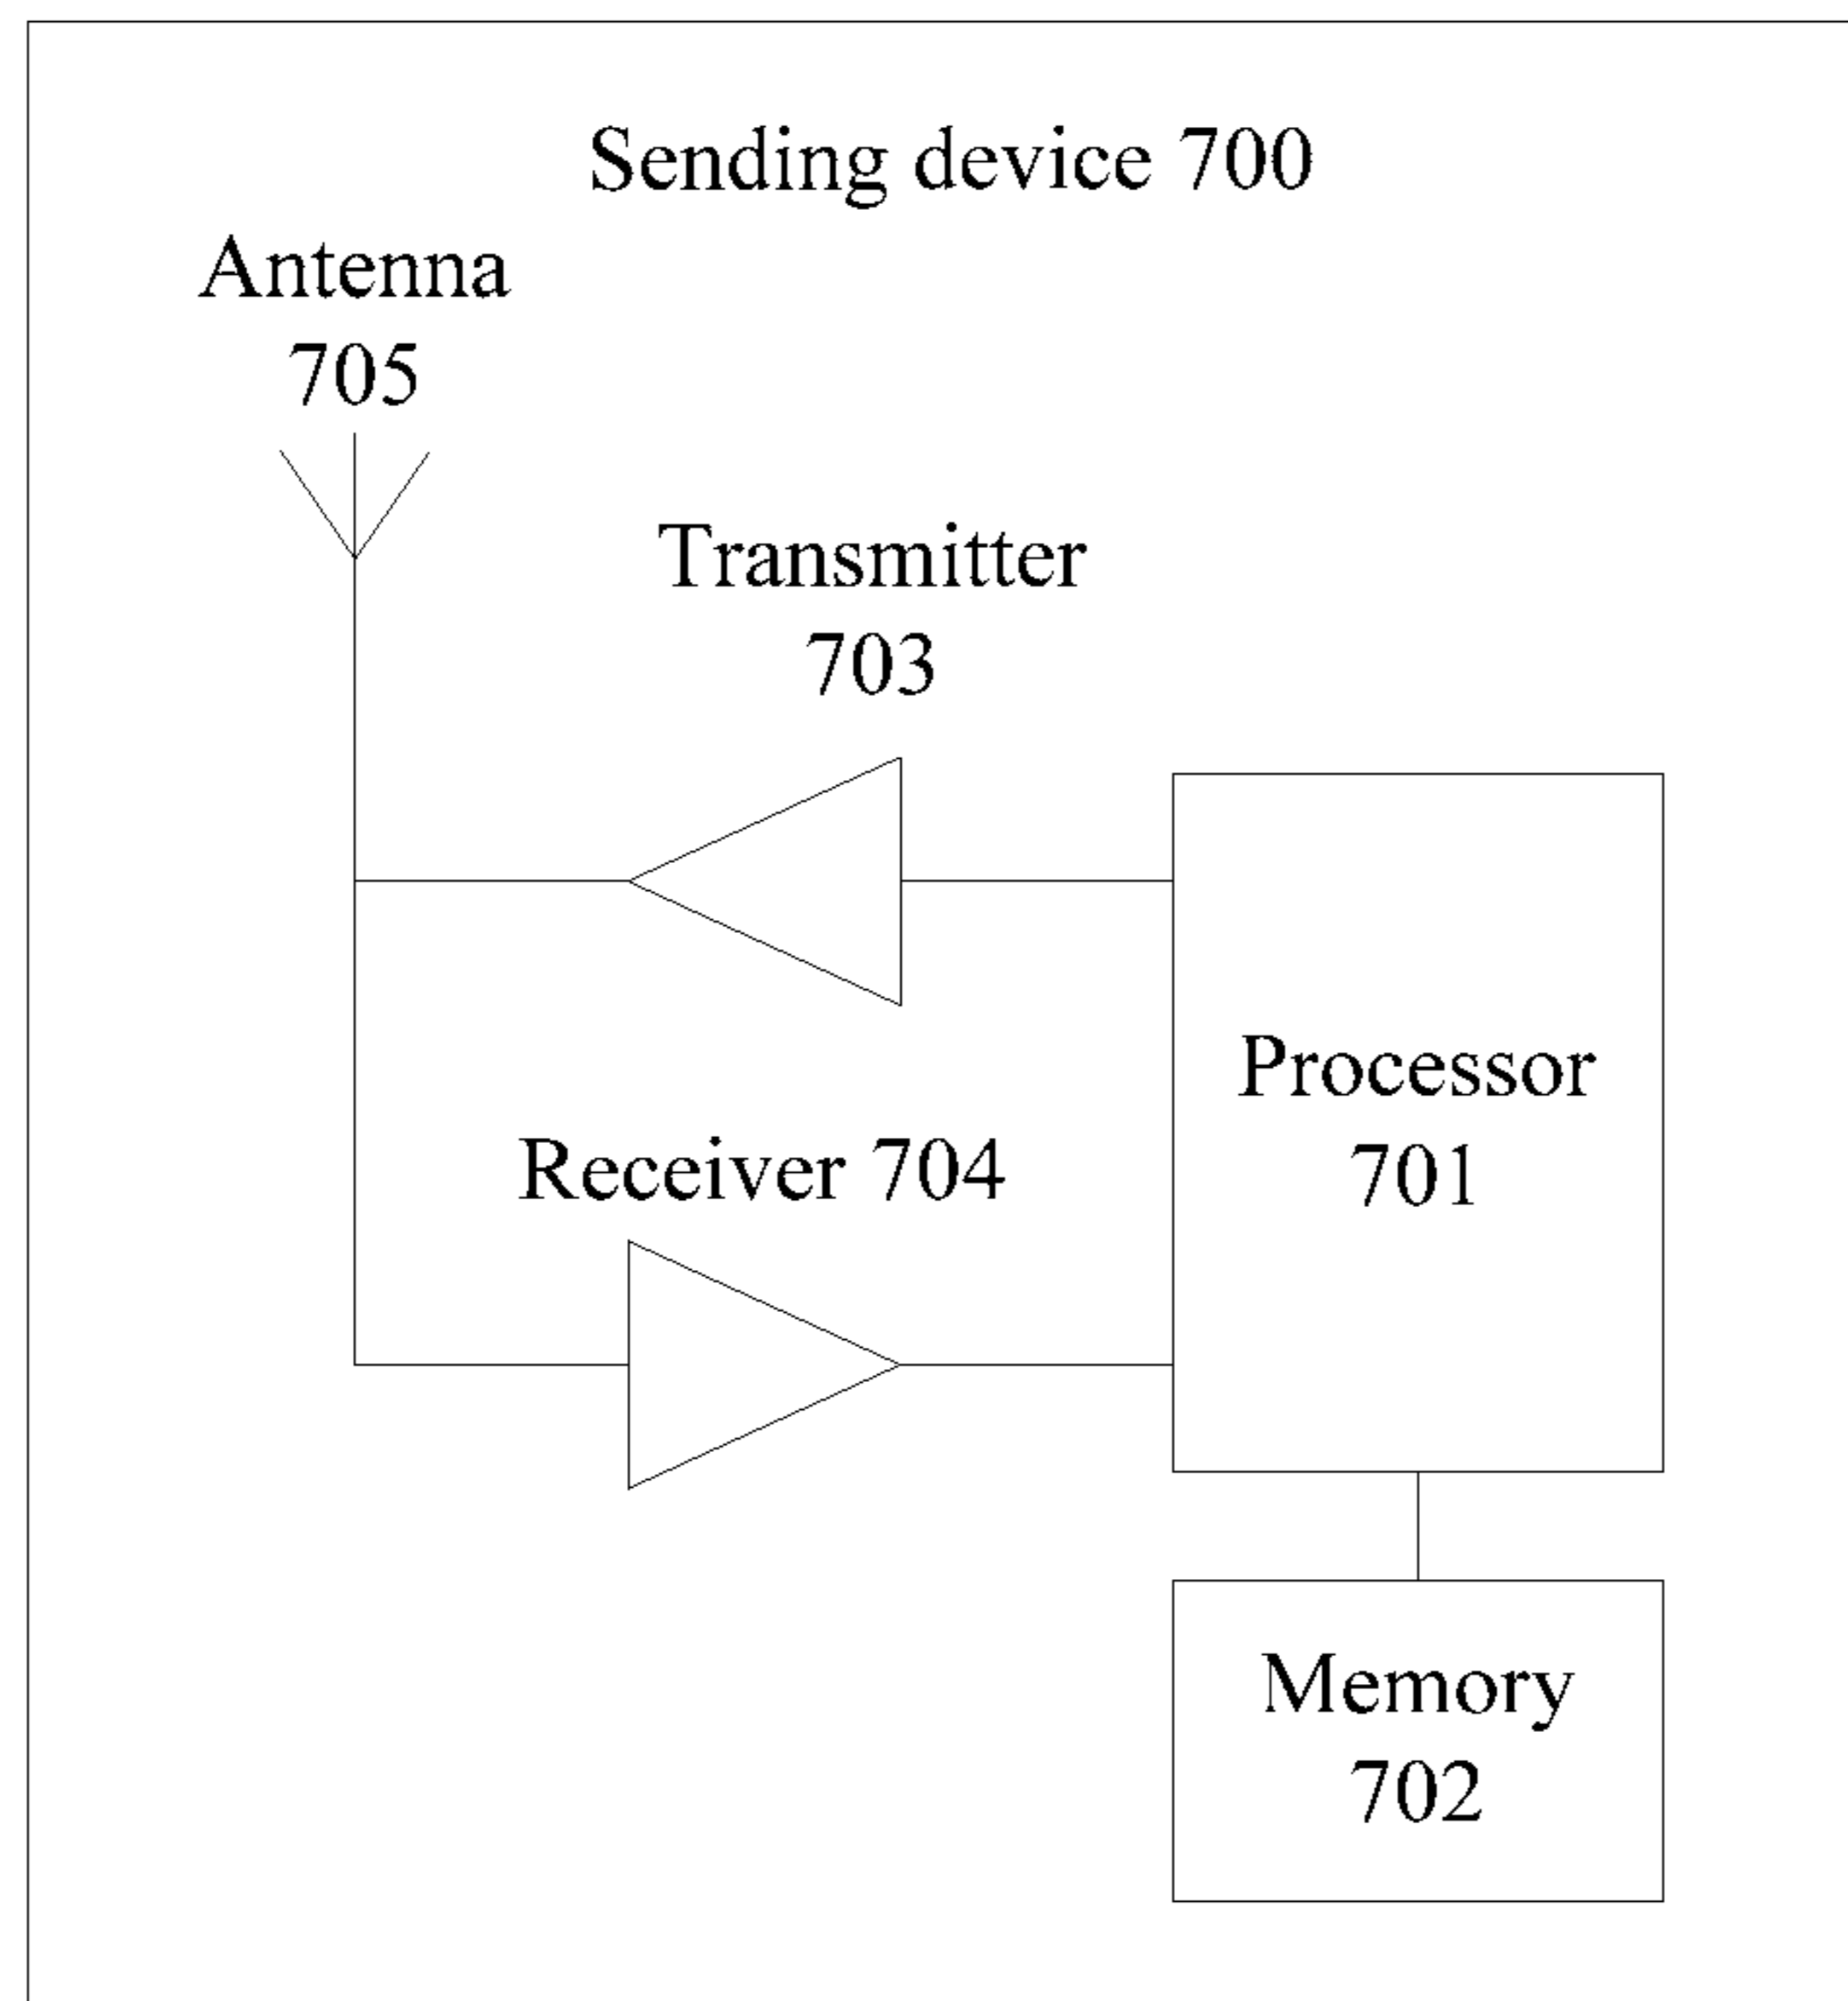 Sending device 700
Antenna
705
Transmitter
703
Processor
701
Receiver 704
Memory
702